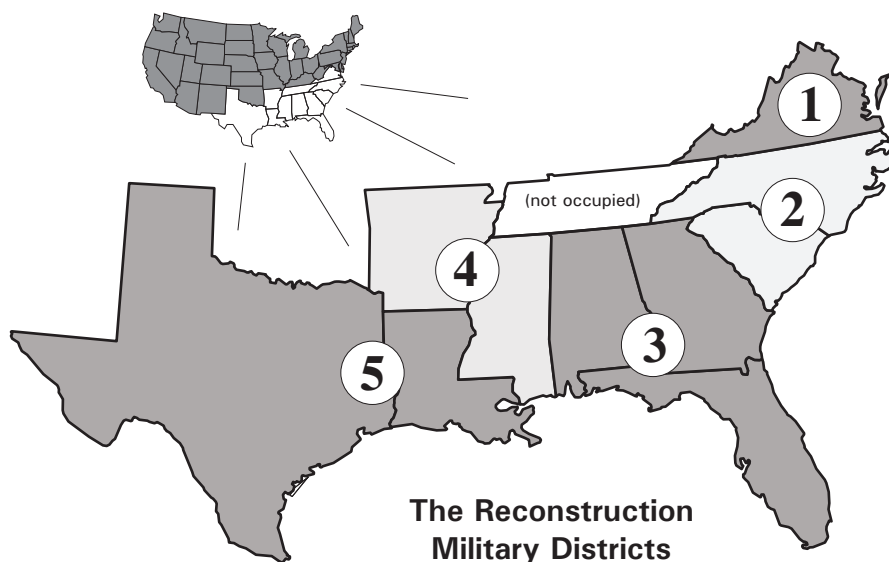 1
(not occupied)
2
4
3
5
The Reconstruction
Military Districts